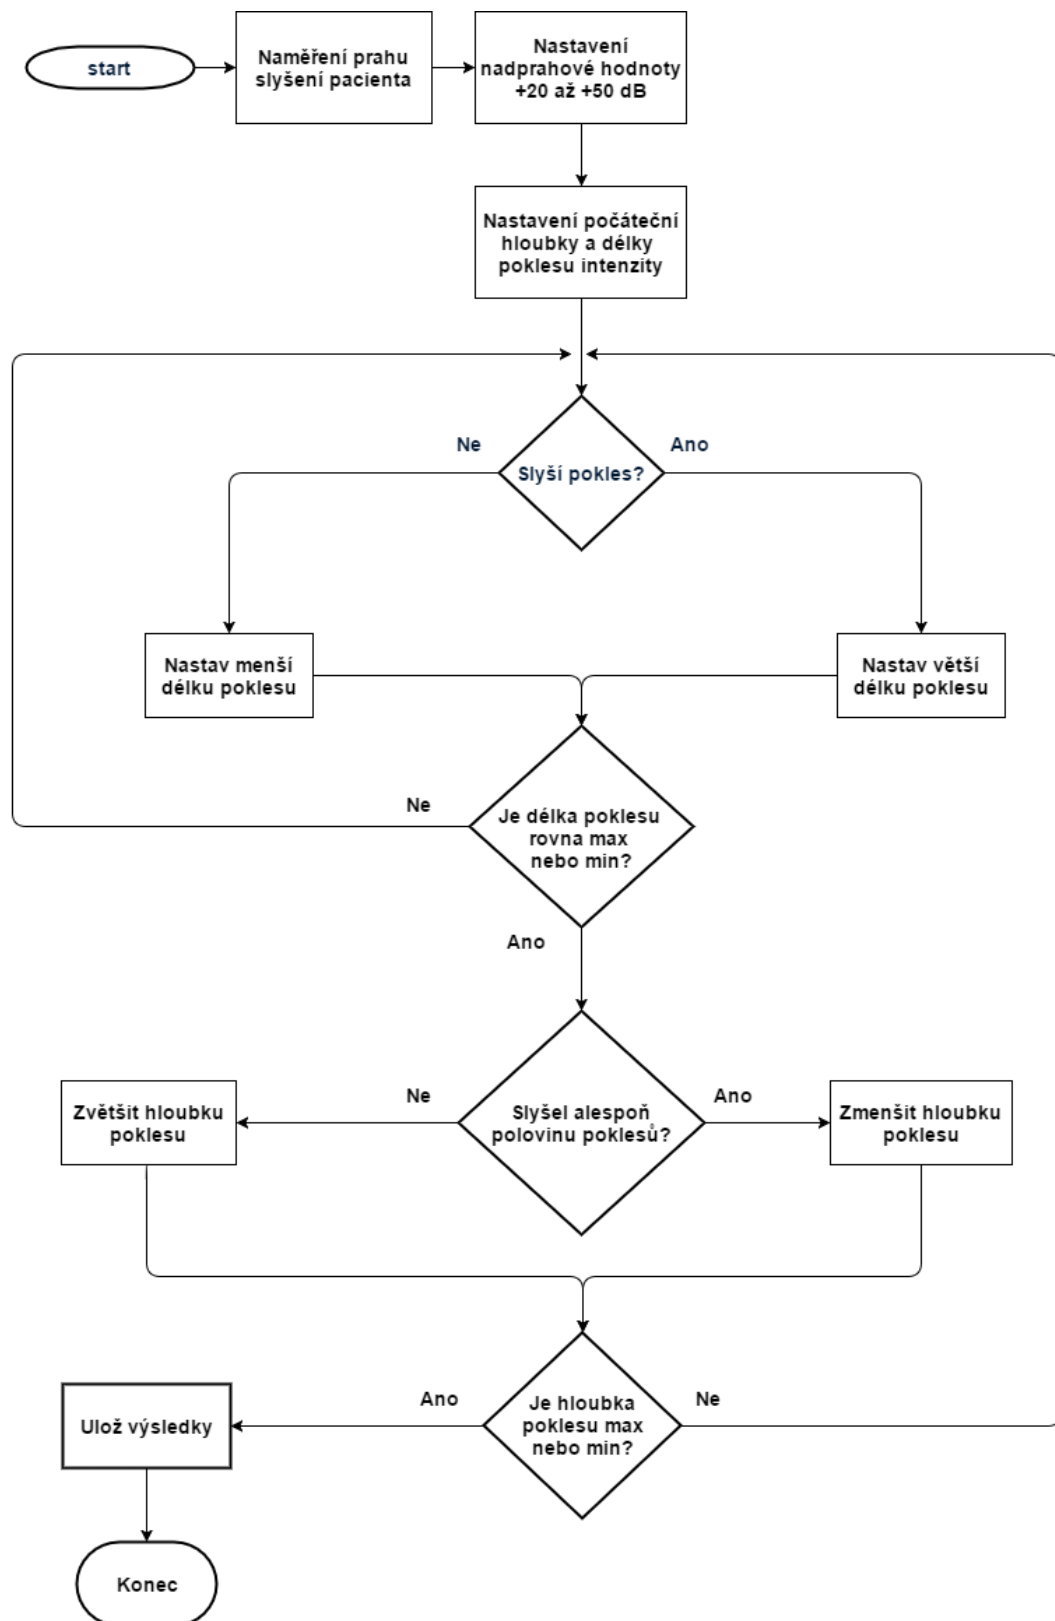 start
Naměření prahu
slyšení pacienta
Nastavení
nadprahové hodnoty
+20 až +50 dB
Nastavení počáteční
hloubky a délky
poklesu intenzity
Ne
Ano
Slyší pokles?
Nastav menší
délku poklesu
Nastav větší
délku poklesu
Ne
Je délka poklesu
rovna max
nebo min?
Ano
Zvětšit hloubku
poklesu
Ne
Slyšel alespoň
polovinu poklesů?
Ano
Zmenšit hloubku
poklesu
Ulož výsledky
Ano
Je hloubka
poklesu max
nebo min?
Ne
Konec